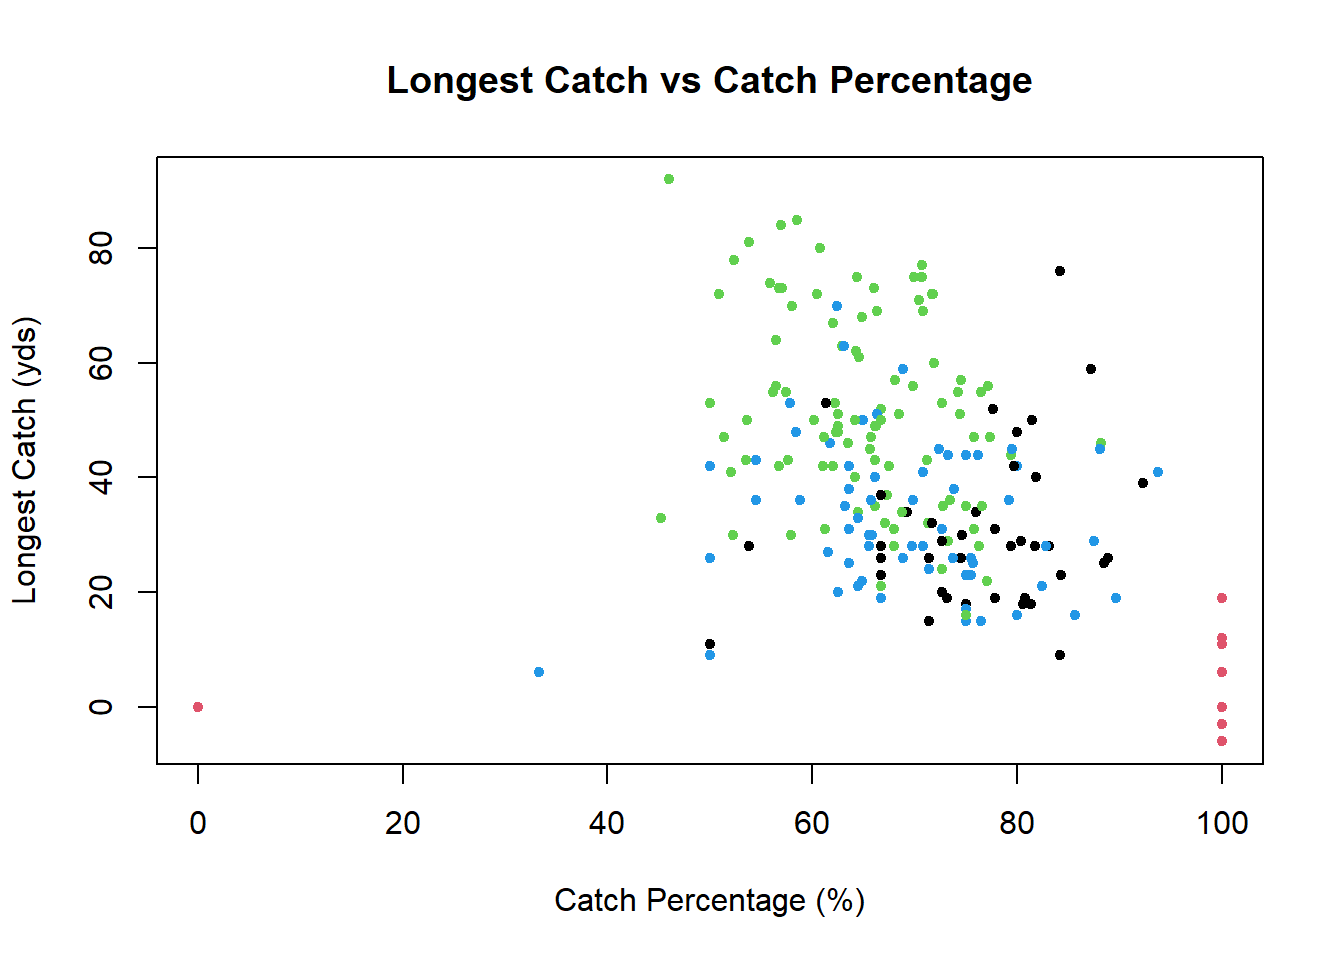 Longest Catch vs Catch Percentage
Longest Catch (yds)
80
60
40
20
0
0 20 40 60 80 100
Catch Percentage (%)